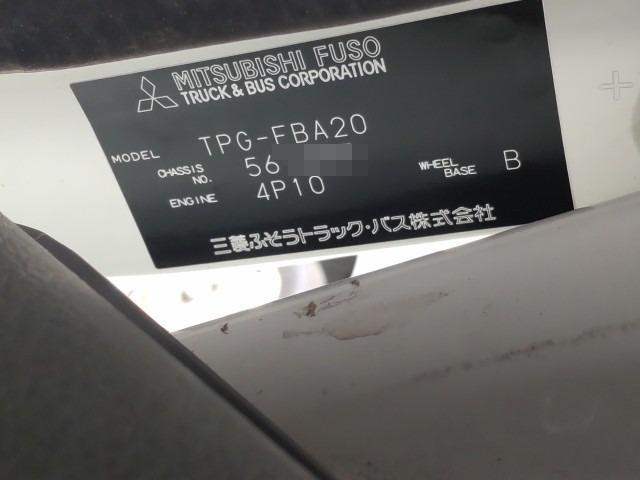 MITSUBISHI FUSO
TRUCK & BUS CORPORATION
MODEL TPG-FBA20
CHASSIS NO. 56
ENGINE 4P10
WHEEL BASE B
三菱ふそうトラック・バス株式会社